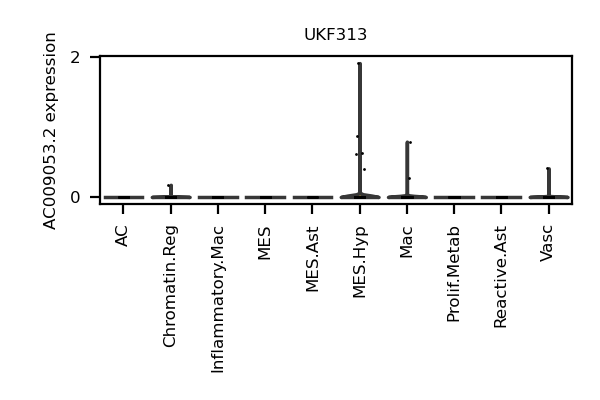 UKF313
AC009053.2 expression
2
0
AC
Chromatin.Reg
Inflammatory.Mac
MES
MES.Ast
MES.Hyp
Mac
Prolif.Metab
Reactive.Ast
Vasc